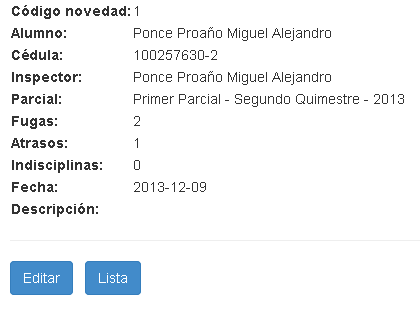 Código novedad: 1
Alumno: Ponce Proaño Miguel Alejandro
Cédula: 100257630-2
Inspector: Ponce Proaño Miguel Alejandro
Parcial: Primer Parcial - Segundo Quimestre - 2013
Fugas: 2
Atrasos: 1
Indisciplinas: 0
Fecha: 2013-12-09
Descripción:
Editar Lista